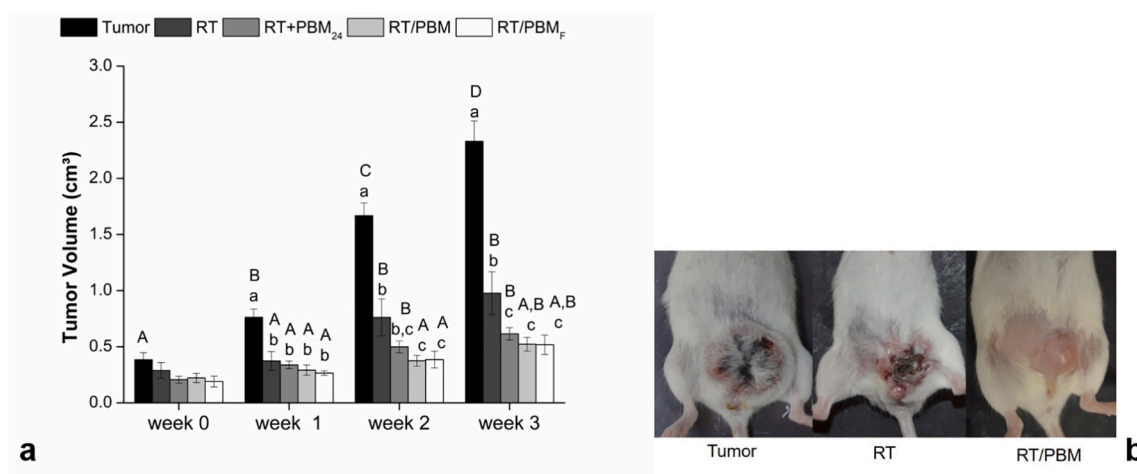 Tumor RT RT+PBM₂₄ RT/PBM RT/PBM_F
Tumor Volume (cm³)
3.0
2.5
2.0
1.5
1.0
0.5
0.0
A
B
a
A
b
A
b
A
b
A
b
C
a
B
b
B
b,c
A
c
A
c
D
a
B
b
B
c
A,B
c
A,B
c
week 0 week 1 week 2 week 3
a
Tumor RT RT/PBM
b